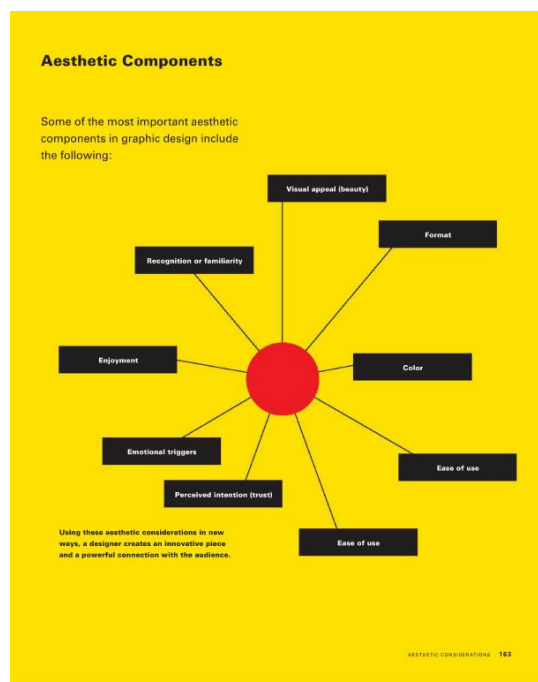 Aesthetic Components
Some of the most important aesthetic
components in graphic design include
the following:
Visual appeal (beauty)
Format
Recognition or familiarity
Enjoyment
Color
Emotional triggers
Ease of use
Perceived intention (trust)
Ease of use
Using these aesthetic considerations in new
ways, a designer creates an innovative piece
and a powerful connection with the audience.
AESTHETIC CONSIDERATIONS 163